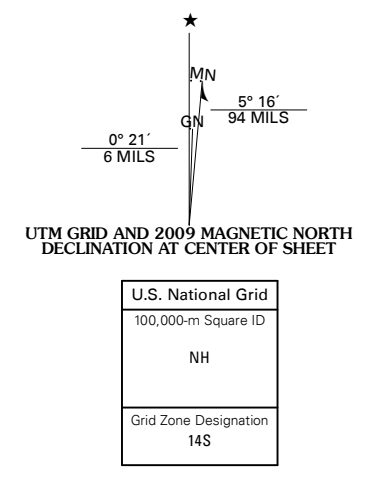 ★
MN
5° 16´
GN
94 MILS
0° 21´
6 MILS
UTM GRID AND 2009 MAGNETIC NORTH
DECLINATION AT CENTER OF SHEET
U.S. National Grid
100,000-m Square ID
NH
Grid Zone Designation
14S